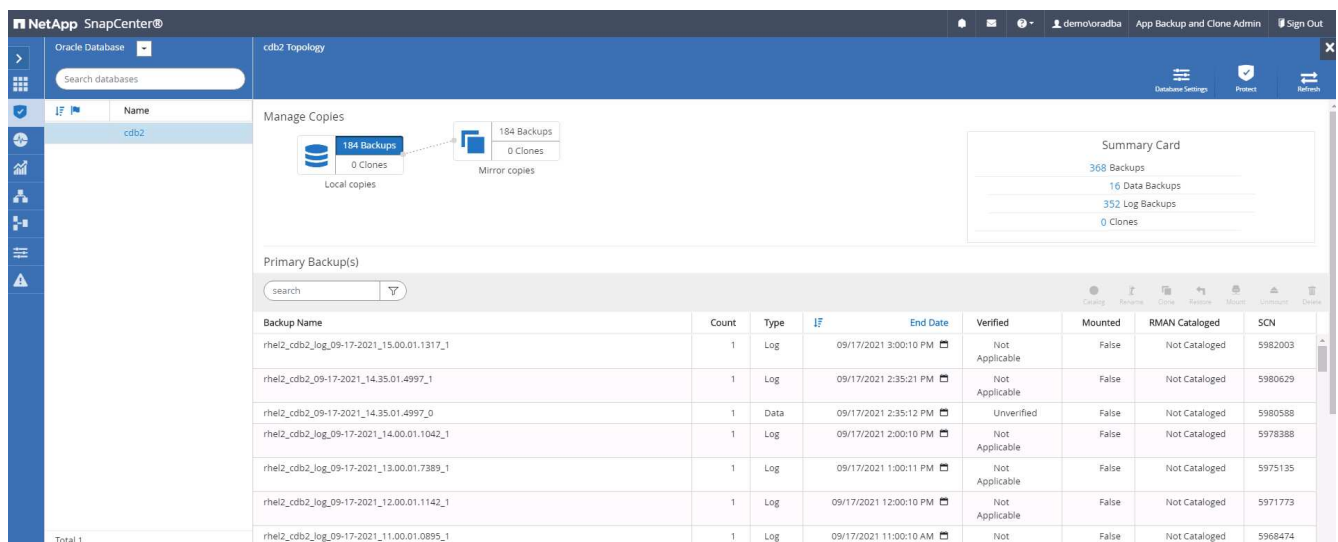 NetApp SnapCenter®
demo\oradba App Backup and Clone Admin Sign Out
Oracle Database
cdb2 Topology
Search databases
Database Settings Protect Refresh
Name
cdb2
Manage Copies
184 Backups
0 Clones
Local copies
184 Backups
0 Clones
Mirror copies
Summary Card
368 Backups
16 Data Backups
352 Log Backups
0 Clones
Primary Backup(s)
search
Catalog Rename Clone Restore Mount Unmount Delete
Backup Name Count Type End Date Verified Mounted RMAN Cataloged SCN
rhel2_cdb2_log_09-17-2021_15.00.01.1317_1 1 Log 09/17/2021 3:00:10 PM Not Applicable False Not Cataloged 5982003
rhel2_cdb2_09-17-2021_14.35.01.4997_1 1 Log 09/17/2021 2:35:21 PM Not Applicable False Not Cataloged 5980629
rhel2_cdb2_09-17-2021_14.35.01.4997_0 1 Data 09/17/2021 2:35:12 PM Unverified False Not Cataloged 5980588
rhel2_cdb2_log_09-17-2021_14.00.01.1042_1 1 Log 09/17/2021 2:00:10 PM Not Applicable False Not Cataloged 5978388
rhel2_cdb2_log_09-17-2021_13.00.01.7389_1 1 Log 09/17/2021 1:00:11 PM Not Applicable False Not Cataloged 5975135
rhel2_cdb2_log_09-17-2021_12.00.01.1142_1 1 Log 09/17/2021 12:00:10 PM Not Applicable False Not Cataloged 5971773
rhel2_cdb2_log_09-17-2021_11.00.01.0895_1 1 Log 09/17/2021 11:00:10 AM Not False Not Cataloged 5968474
Total 1